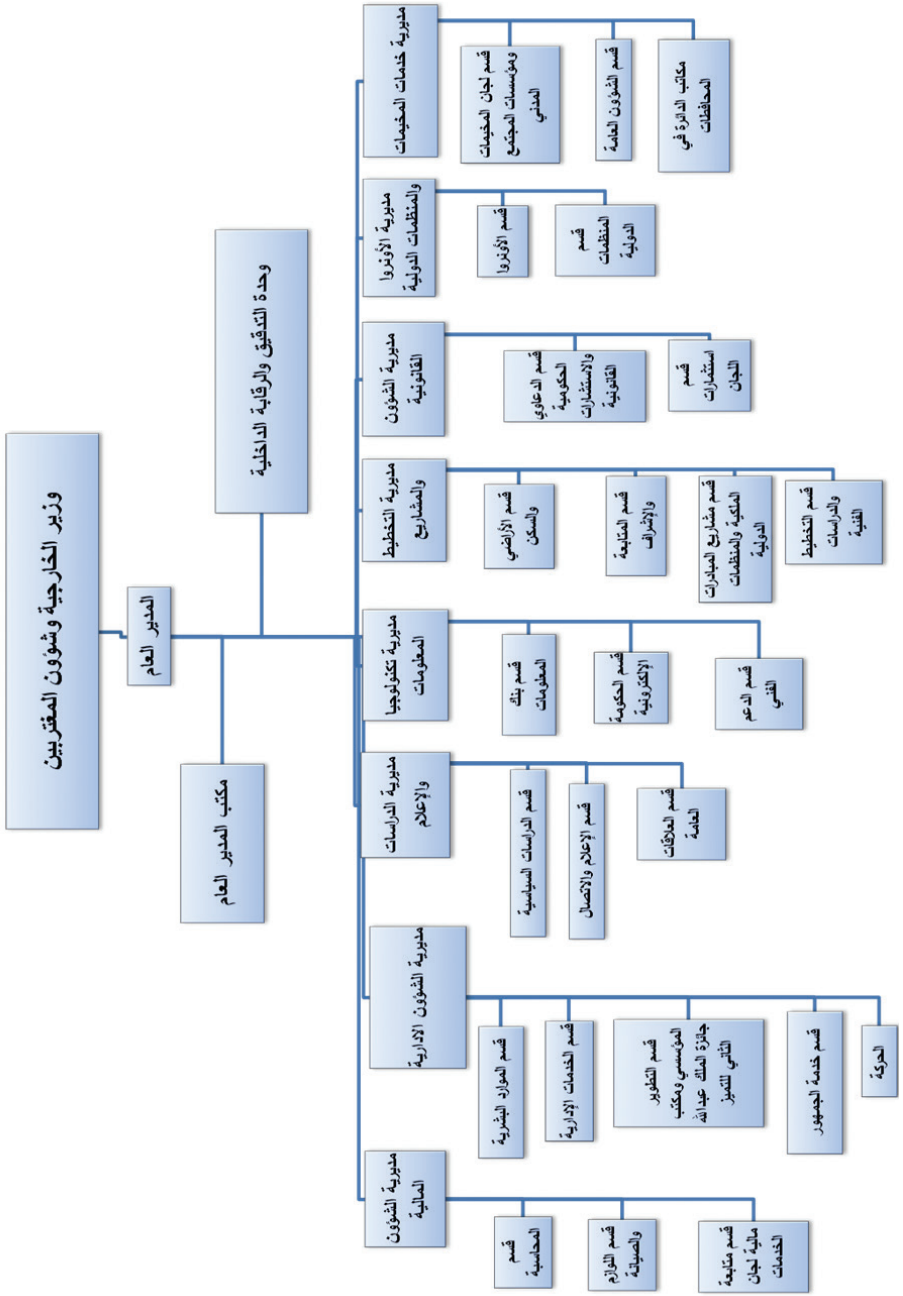 وزير الخارجية وشؤون المغتربين
المدير العام
وحدة التدقيق والرقابة الداخلية
مكتب المدير العام
مديرية خدمات المخيمات
قسم لجان المخيمات
ومؤسسات المجتمع
المدني
قسم الشؤون العامة
مكاتب الدائرة في
المحافظات
مديرية الأونروا
والمنظمات الدولية
قسم الأونروا
قسم
المنظمات
الدولية
مديرية الشؤون
القانونية
قسم الدعاوي
الحكومية
والاستشارات
القانونية
قسم
استشارات
اللجان
مديرية التخطيط
والمشاريع
قسم الأراضي
والسكن
قسم المتابعة
والإشراف
قسم مشاريع المبادرات
الملكية والمنظمات
الدولية
قسم التخطيط
والدراسات
الفنية
مديرية تكنولوجيا
المعلومات
قسم بنك
المعلومات
قسم الحكومة
الإلكترونية
قسم الدعم
الفني
مديرية الدراسات
والإعلام
قسم الدراسات السياسية
قسم الإعلام والاتصال
قسم العلاقات
العامة
مديرية الشؤون الادارية
قسم الموارد البشرية
قسم الخدمات الإدارية
قسم التطوير
المؤسسي ومكتب
جائزة الملك عبدالله
الثاني للتميز
قسم خدمة الجمهور
الحركة
مديرية الشؤون
المالية
قسم
المحاسبة
قسم اللوازم
والصيانة
قسم متابعة
مالية لجان
الخدمات